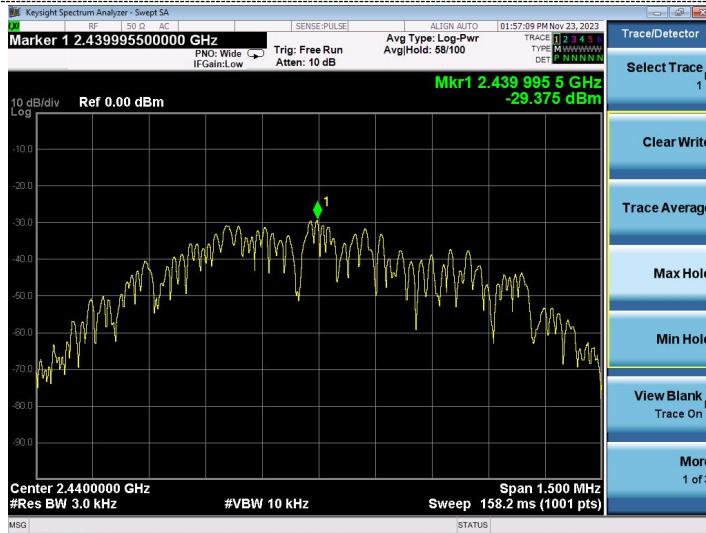 Keysight Spectrum Analyzer - Swept SA
RF 50 Ω AC SENSE:PULSE ALIGN AUTO 01:57:09 PM Nov 23, 2023
Marker 1 2.439995500000 GHz
PNO: Wide
IFGain:Low
Trig: Free Run
Atten: 10 dB
Avg Type: Log-Pwr
Avg|Hold: 58/100
TRACE 1 2 3 4 5 6
TYPE M WWWWW
DET P N N N N N
Mkr1 2.439 995 5 GHz
-29.375 dBm
10 dB/div Ref 0.00 dBm
Log
-10.0
-20.0
-30.0
-40.0
-50.0
-60.0
-70.0
-80.0
-90.0
1
Center 2.4400000 GHz Span 1.500 MHz
#Res BW 3.0 kHz #VBW 10 kHz Sweep 158.2 ms (1001 pts)
MSG STATUS
Trace/Detector
Select Trace
1
Clear Write
Trace Average
Max Hold
Min Hold
View Blank
Trace On
More
1 of 3